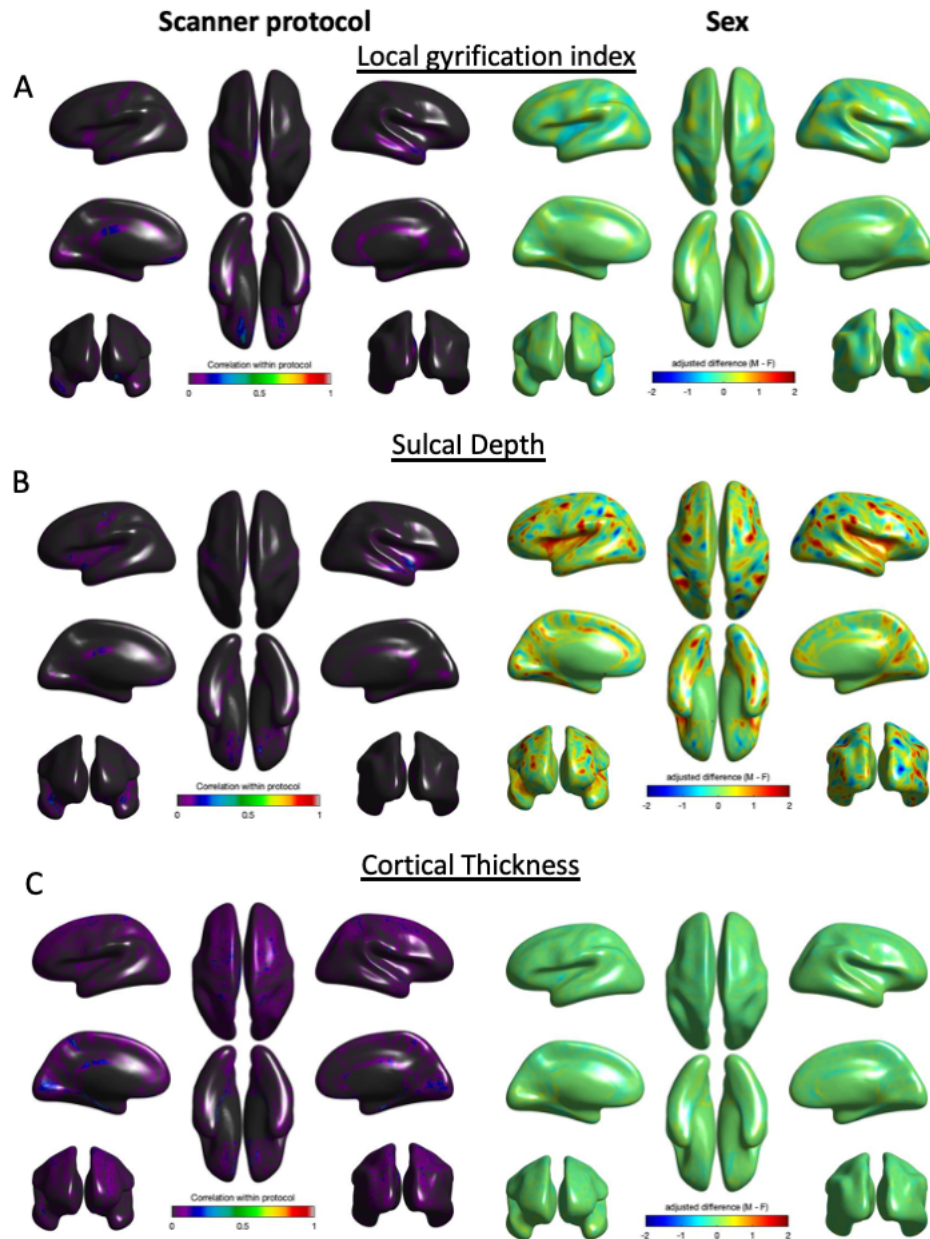 Scanner protocol Sex
Local gyrification index
A
Correlation within protocol adjusted difference (M - F)
0 0.5 1 -2 -1 0 1 2
Sulcal Depth
B
Correlation within protocol adjusted difference (M - F)
0 0.5 1 -2 -1 0 1 2
Cortical Thickness
C
Correlation within protocol adjusted difference (M - F)
0 0.5 1 -2 -1 0 1 2